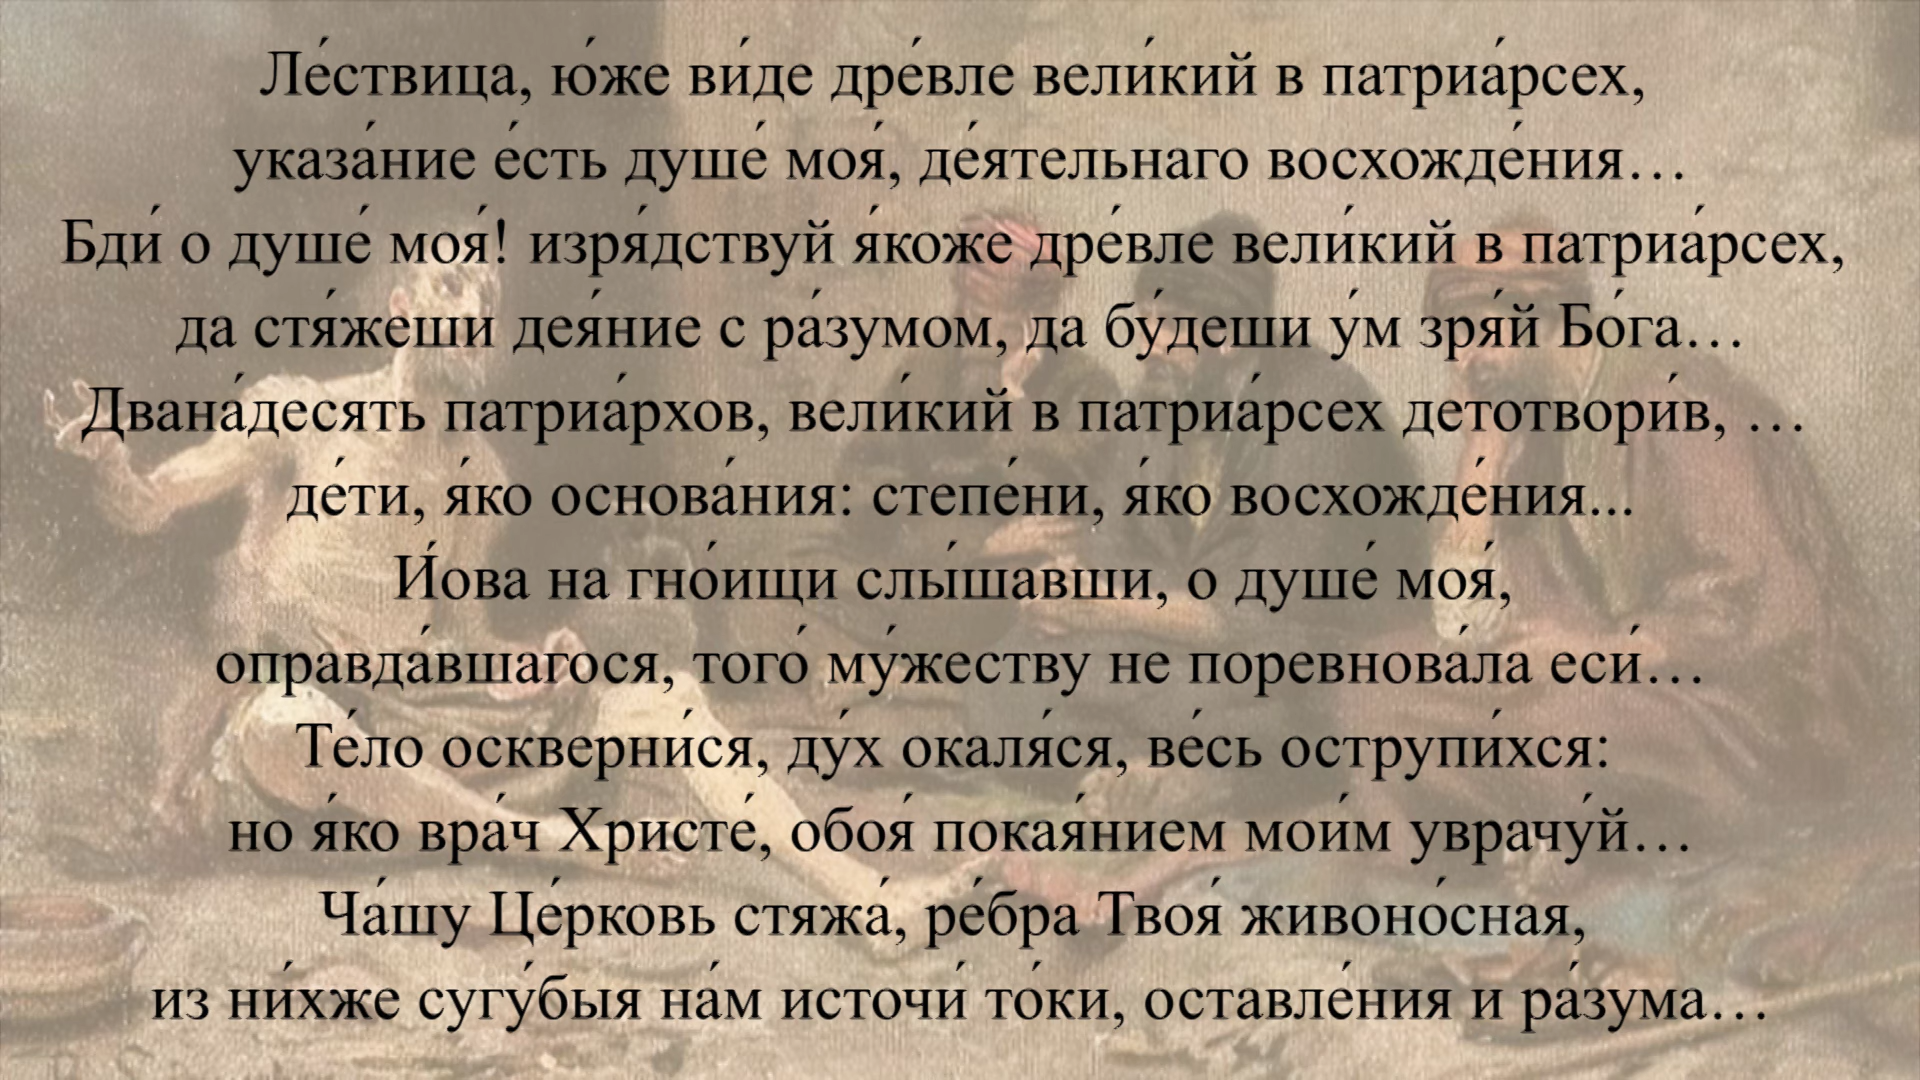 Ле́ствица, ю́же ви́де дре́вле вели́кий в патриа́рсех,
указа́ние е́сть душе́ моя́, де́ятельнаго восхожде́ния…
Бди́ о душе́ моя́! изря́дствуй я́коже дре́вле вели́кий в патриа́рсех,
да стя́жеши дея́ние с ра́зумом, да бу́деши у́м зря́й Бо́га…
Двана́десять патриа́рхов, вели́кий в патриа́рсех детотвори́в, …
де́ти, я́ко основа́ния: степе́ни, я́ко восхожде́ния...
И́ова на гно́ищи слы́шавши, о душе́ моя́,
оправда́вшагося, того́ му́жеству не поревнова́ла еси́…
Те́ло оскверни́ся, ду́х окаля́ся, ве́сь острупи́хся:
но я́ко вра́ч Христе́, обоя́ покая́нием мои́м уврачу́й…
Ча́шу Це́рковь стяжа́, ре́бра Твоя́ живоно́сная,
из ни́хже сугу́быя на́м источи́ то́ки, оставле́ния и ра́зума…